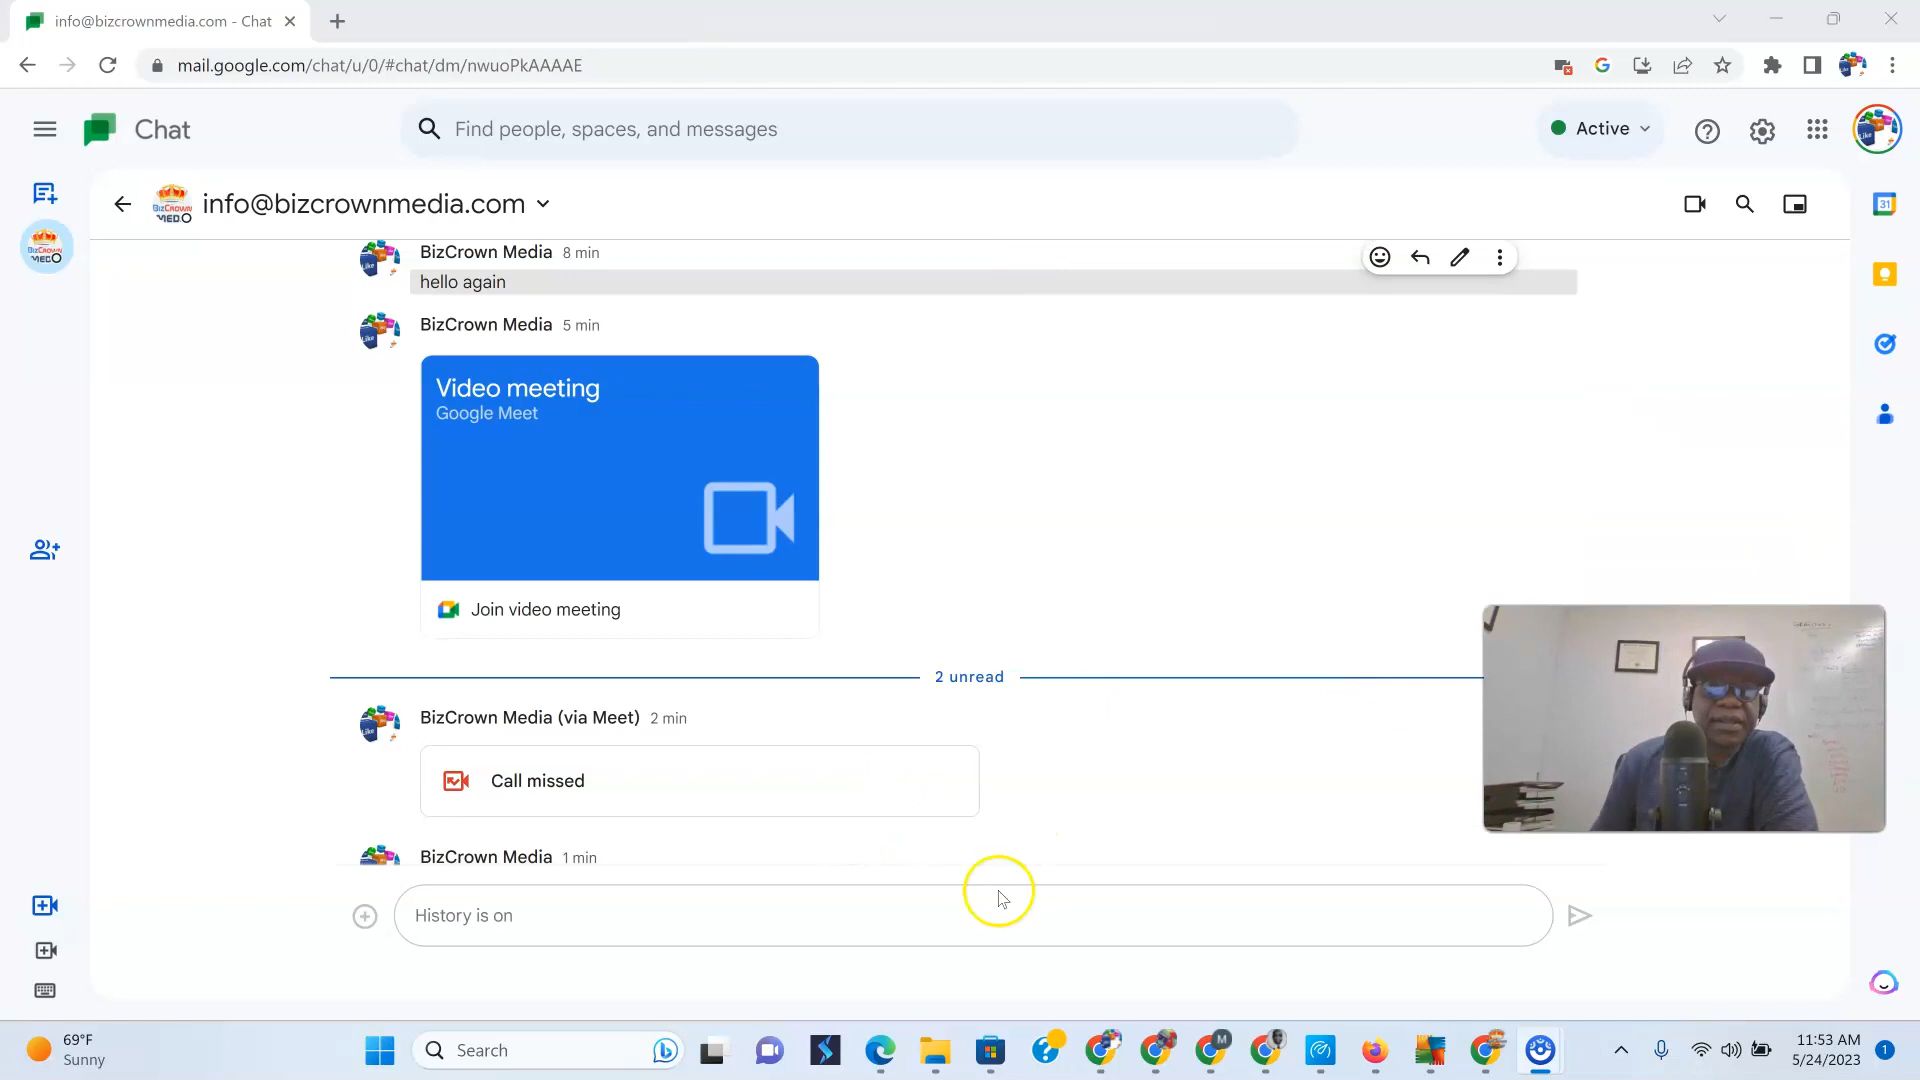 info@bizcrownmedia.com - Chat
mail.google.com/chat/u/0/#chat/dm/nwuoPkAAAAE
Chat
Find people, spaces, and messages
Active
info@bizcrownmedia.com
31
BizCrown Media 8 min
hello again
BizCrown Media 5 min
Video meeting
Google Meet
Join video meeting
2 unread
BizCrown Media (via Meet) 2 min
Call missed
BizCrown Media 1 min
History is on
69°F
Sunny
Search
M
11:53 AM
5/24/2023
1